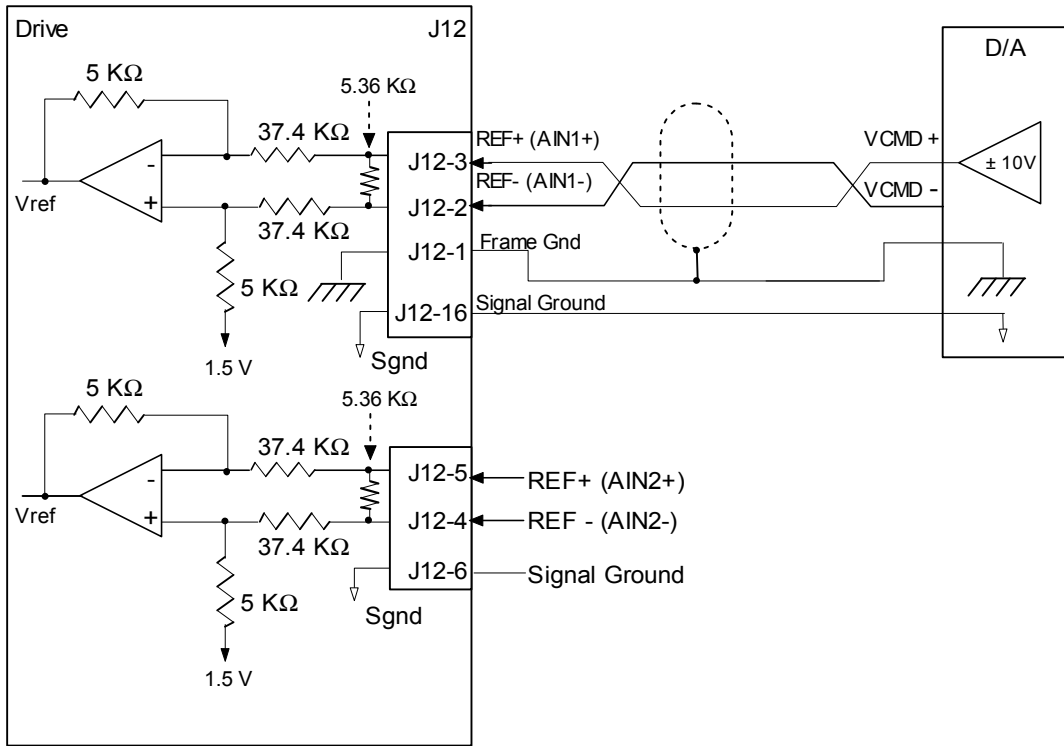 Drive
J12
D/A
5 KΩ
5.36 KΩ
37.4 KΩ
-
+
Vref
37.4 KΩ
5 KΩ
1.5 V
J12-3
J12-2
J12-1
J12-16
Sgnd
REF+ (AIN1+)
REF- (AIN1-)
Frame Gnd
Signal Ground
VCMD +
VCMD -
± 10V
5 KΩ
5.36 KΩ
37.4 KΩ
-
+
Vref
37.4 KΩ
5 KΩ
1.5 V
J12-5
J12-4
J12-6
Sgnd
REF+ (AIN2+)
REF - (AIN2-)
Signal Ground